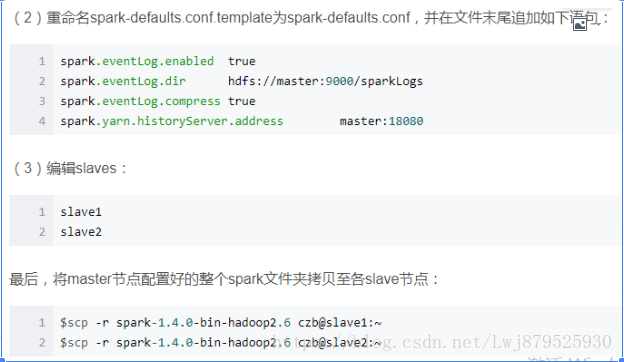 （2）重命名spark-defaults.conf.template为spark-defaults.conf，并在文件末尾追加如下语句：
1 spark.eventLog.enabled true
2 spark.eventLog.dir hdfs://master:9000/sparkLogs
3 spark.eventLog.compress true
4 spark.yarn.historyServer.address master:18080
（3）编辑slaves：
1 slave1
2 slave2
最后，将master节点配置好的整个spark文件夹拷贝至各slave节点：
1 $scp -r spark-1.4.0-bin-hadoop2.6 czb@slave1:~
2 $scp -r spark-1.4.0-bin-hadoop2.6 czb@slave2:~
https://blog.csdn.net/Lwj879525930